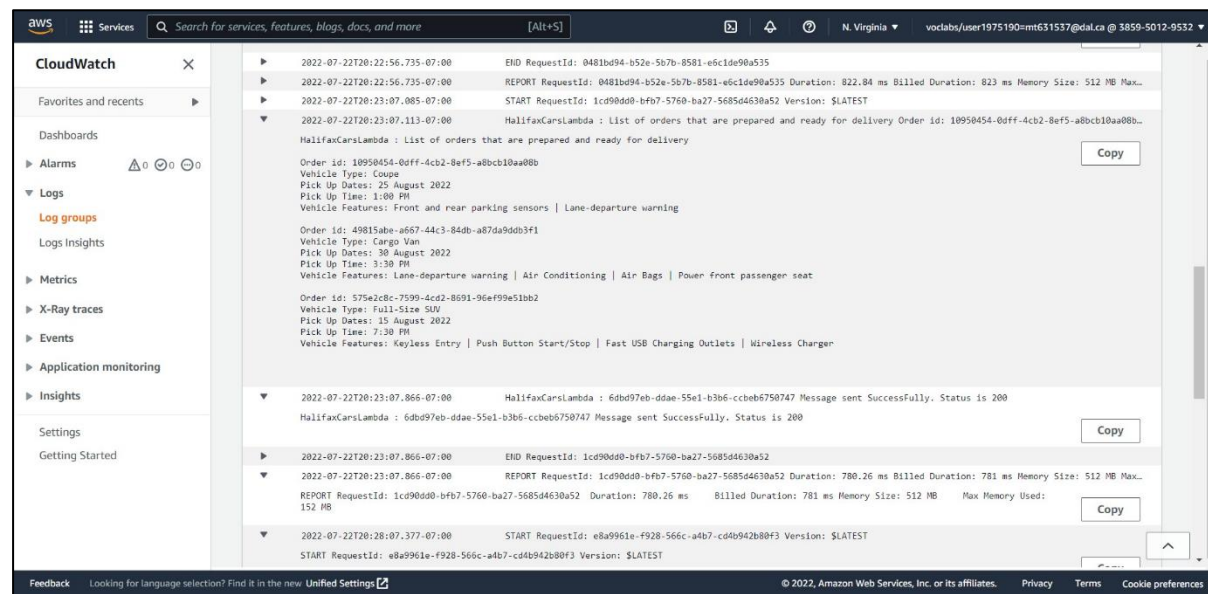 aws Services Search for services, features, blogs, docs, and more [Alt+S] N. Virginia voclabs/user1975190=mt631537@dal.ca @ 3859-5012-9532
CloudWatch
Favorites and recents
Dashboards
Alarms 0 0 0
Logs
Log groups
Logs Insights
Metrics
X-Ray traces
Events
Application monitoring
Insights
Settings
Getting Started
2022-07-22T20:22:56.735-07:00 END RequestId: 0481bd94-b52e-5b7b-8581-e6c1de90a535
2022-07-22T20:22:56.735-07:00 REPORT RequestId: 0481bd94-b52e-5b7b-8581-e6c1de90a535 Duration: 822.84 ms Billed Duration: 823 ms Memory Size: 512 MB Max…
2022-07-22T20:23:07.085-07:00 START RequestId: 1cd90dd0-bfb7-5760-ba27-5685d4630a52 Version: $LATEST
2022-07-22T20:23:07.113-07:00 HalifaxCarsLambda : List of orders that are prepared and ready for delivery Order id: 10950454-0dff-4cb2-8ef5-a8bcb10aa08b…
HalifaxCarsLambda : List of orders that are prepared and ready for delivery
Copy
Order id: 10950454-0dff-4cb2-8ef5-a8bcb10aa08b
Vehicle Type: Coupe
Pick Up Dates: 25 August 2022
Pick Up Time: 1:00 PM
Vehicle Features: Front and rear parking sensors | Lane-departure warning
Order id: 49815abe-a667-44c3-84db-a87da9ddb3f1
Vehicle Type: Cargo Van
Pick Up Dates: 30 August 2022
Pick Up Time: 3:30 PM
Vehicle Features: Lane-departure warning | Air Conditioning | Air Bags | Power front passenger seat
Order id: 575e2c8c-7599-4cd2-8691-96ef99e51bb2
Vehicle Type: Full-Size SUV
Pick Up Dates: 15 August 2022
Pick Up Time: 7:30 PM
Vehicle Features: Keyless Entry | Push Button Start/Stop | Fast USB Charging Outlets | Wireless Charger
2022-07-22T20:23:07.866-07:00 HalifaxCarsLambda : 6dbd97eb-ddae-55e1-b3b6-ccbeb6750747 Message sent SuccessFully. Status is 200
HalifaxCarsLambda : 6dbd97eb-ddae-55e1-b3b6-ccbeb6750747 Message sent SuccessFully. Status is 200
Copy
2022-07-22T20:23:07.866-07:00 END RequestId: 1cd90dd0-bfb7-5760-ba27-5685d4630a52
2022-07-22T20:23:07.866-07:00 REPORT RequestId: 1cd90dd0-bfb7-5760-ba27-5685d4630a52 Duration: 780.26 ms Billed Duration: 781 ms Memory Size: 512 MB Max…
REPORT RequestId: 1cd90dd0-bfb7-5760-ba27-5685d4630a52 Duration: 780.26 ms Billed Duration: 781 ms Memory Size: 512 MB Max Memory Used:
152 MB
Copy
2022-07-22T20:28:07.377-07:00 START RequestId: e8a9961e-f928-566c-a4b7-cd4b942b80f3 Version: $LATEST
START RequestId: e8a9961e-f928-566c-a4b7-cd4b942b80f3 Version: $LATEST
Feedback Looking for language selection? Find it in the new Unified Settings © 2022, Amazon Web Services, Inc. or its affiliates. Privacy Terms Cookie preferences